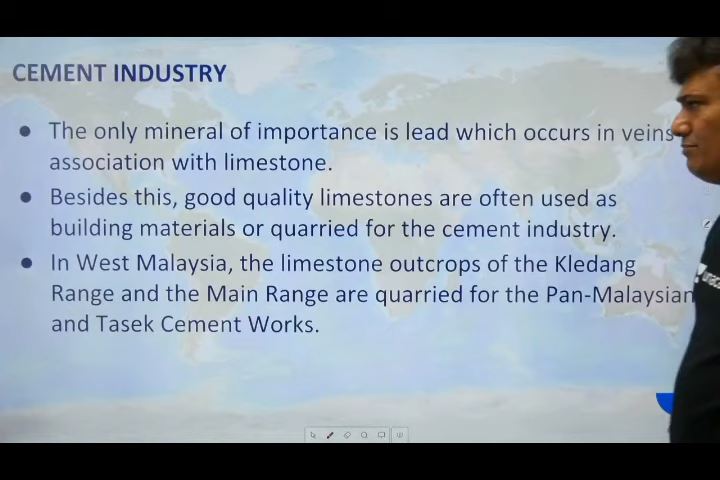 CEMENT INDUSTRY
● The only mineral of importance is lead which occurs in veins
association with limestone.
● Besides this, good quality limestones are often used as
building materials or quarried for the cement industry.
● In West Malaysia, the limestone outcrops of the Kledang
Range and the Main Range are quarried for the Pan-Malaysian
and Tasek Cement Works.